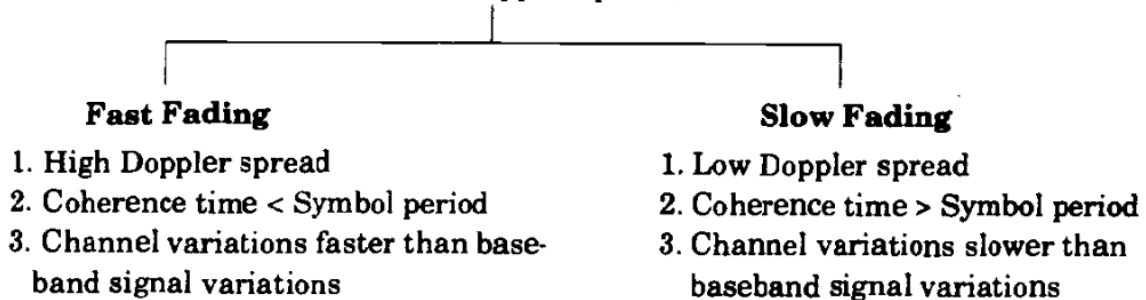 Fast Fading
1. High Doppler spread
2. Coherence time < Symbol period
3. Channel variations faster than base-
band signal variations
Slow Fading
1. Low Doppler spread
2. Coherence time > Symbol period
3. Channel variations slower than
baseband signal variations